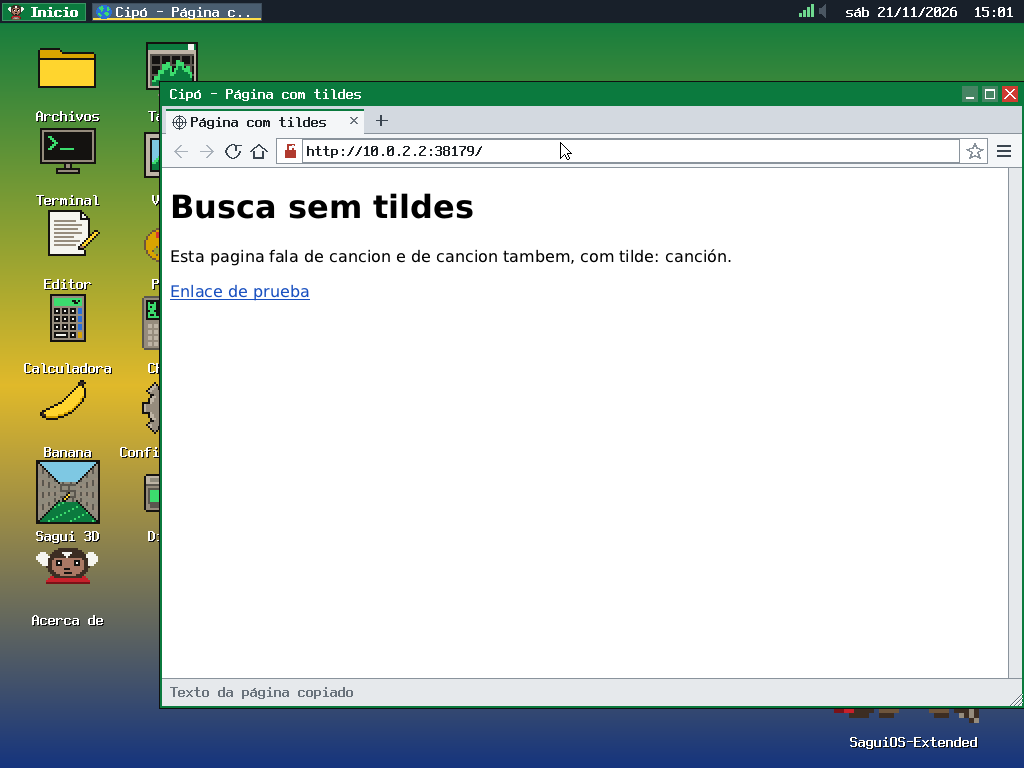 Inicio
Cipó - Página c..
sáb 21/11/2026 15:01
Archivos
Terminal
Editor
Calculadora
Banana
Confi
Sagui 3D
Acerca de
Cipó - Página com tildes
Página com tildes
http://10.0.2.2:38179/
Busca sem tildes
Esta pagina fala de cancion e de cancion tambem, com tilde: canción.
Enlace de prueba
Texto da página copiado
SaguiOS-Extended